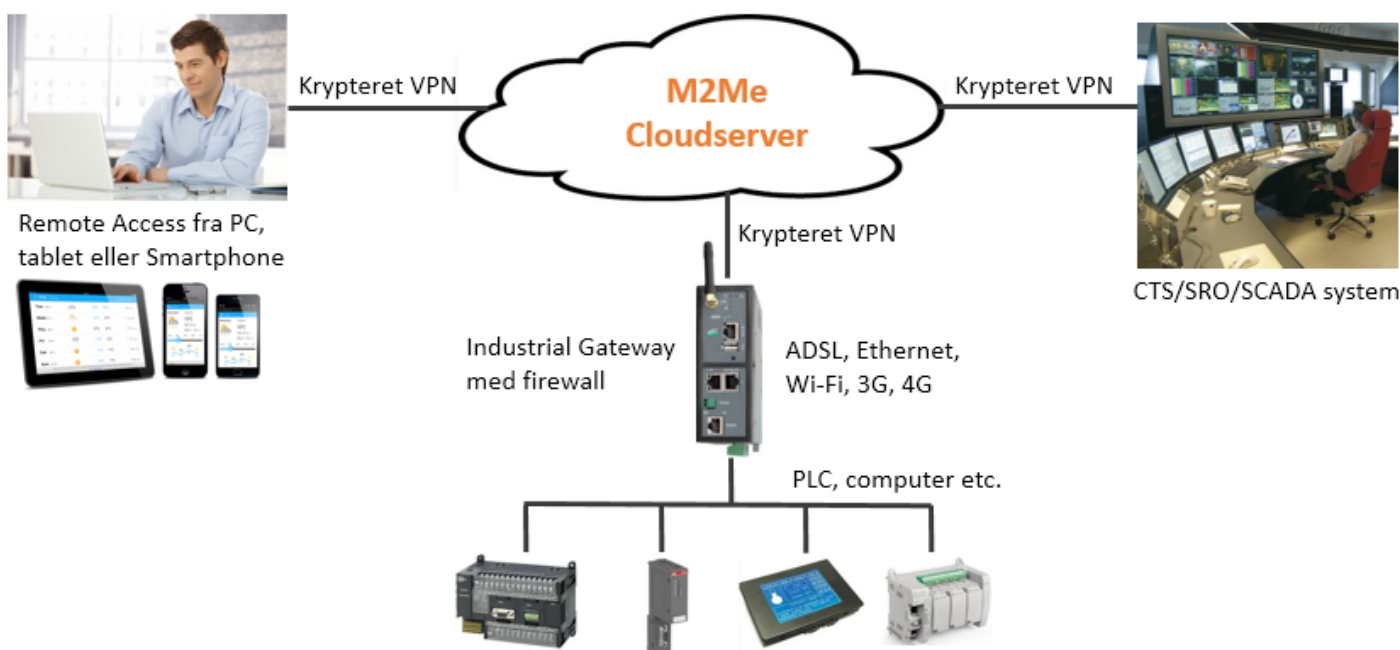 M2Me
Cloudserver
Krypteret VPN
Krypteret VPN
Krypteret VPN
Remote Access fra PC,
tablet eller Smartphone
CTS/SRO/SCADA system
Industrial Gateway
med firewall
ADSL, Ethernet,
Wi-Fi, 3G, 4G
PLC, computer etc.